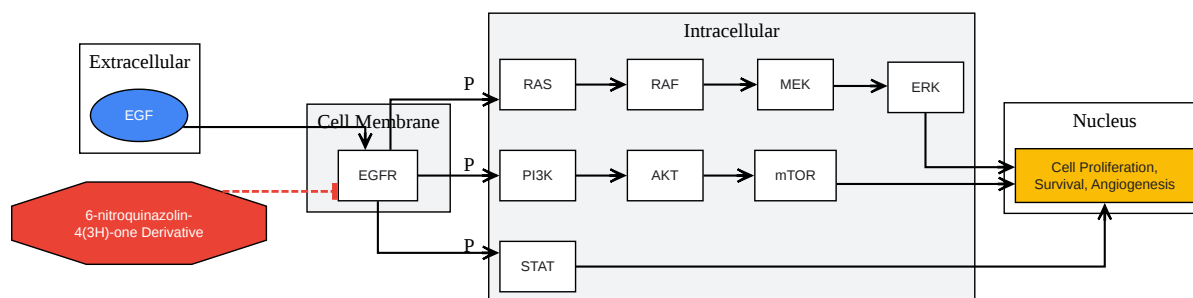 Intracellular
Extracellular
EGF
P
RAS
RAF
MEK
ERK
Cell Membrane
Nucleus
EGFR
P
PI3K
AKT
mTOR
Cell Proliferation,
Survival, Angiogenesis
6-nitroquinazolin-
4(3H)-one Derivative
P
STAT